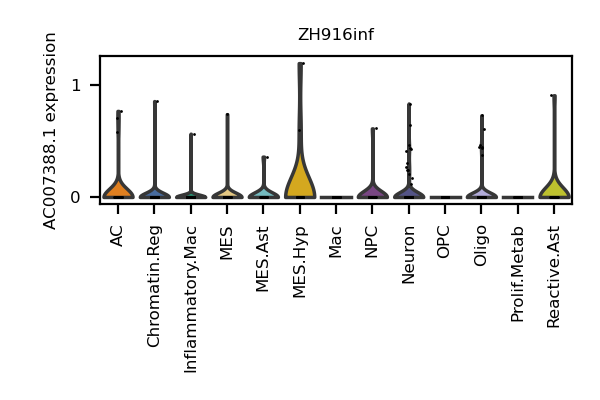 ZH916inf
AC007388.1 expression
1
0
AC
Chromatin.Reg
Inflammatory.Mac
MES
MES.Ast
MES.Hyp
Mac
NPC
Neuron
OPC
Oligo
Prolif.Metab
Reactive.Ast